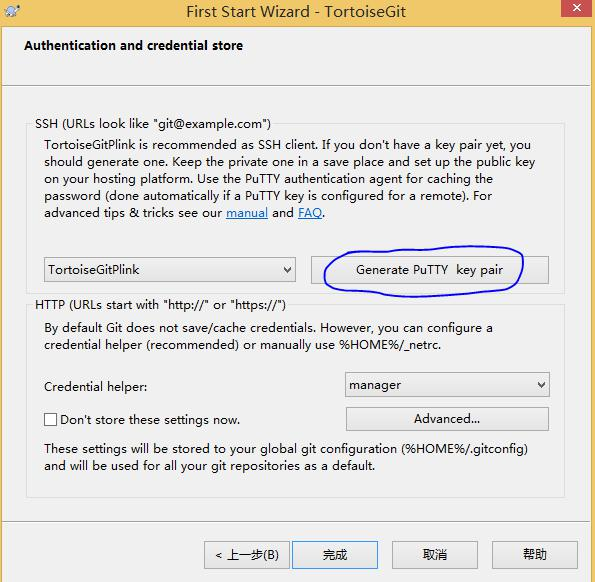 First Start Wizard - TortoiseGit
Authentication and credential store
SSH (URLs look like "git@example.com")
TortoiseGitPlink is recommended as SSH client. If you don't have a key pair yet, you
should generate one. Keep the private one in a save place and set up the public key
on your hosting platform. Use the PuTTY authentication agent for caching the
password (done automatically if a PuTTY key is configured for a remote). For
advanced tips & tricks see our manual and FAQ.
TortoiseGitPlink
Generate PuTTY key pair
HTTP (URLs start with "http://" or "https://")
By default Git does not save/cache credentials. However, you can configure a
credential helper (recommended) or manually use %HOME%/_netrc.
Credential helper:
manager
Don't store these settings now.
Advanced...
These settings will be stored to your global git configuration (%HOME%/.gitconfig)
and will be used for all your git repositories as a default.
< 上一步(B)
完成
取消
帮助